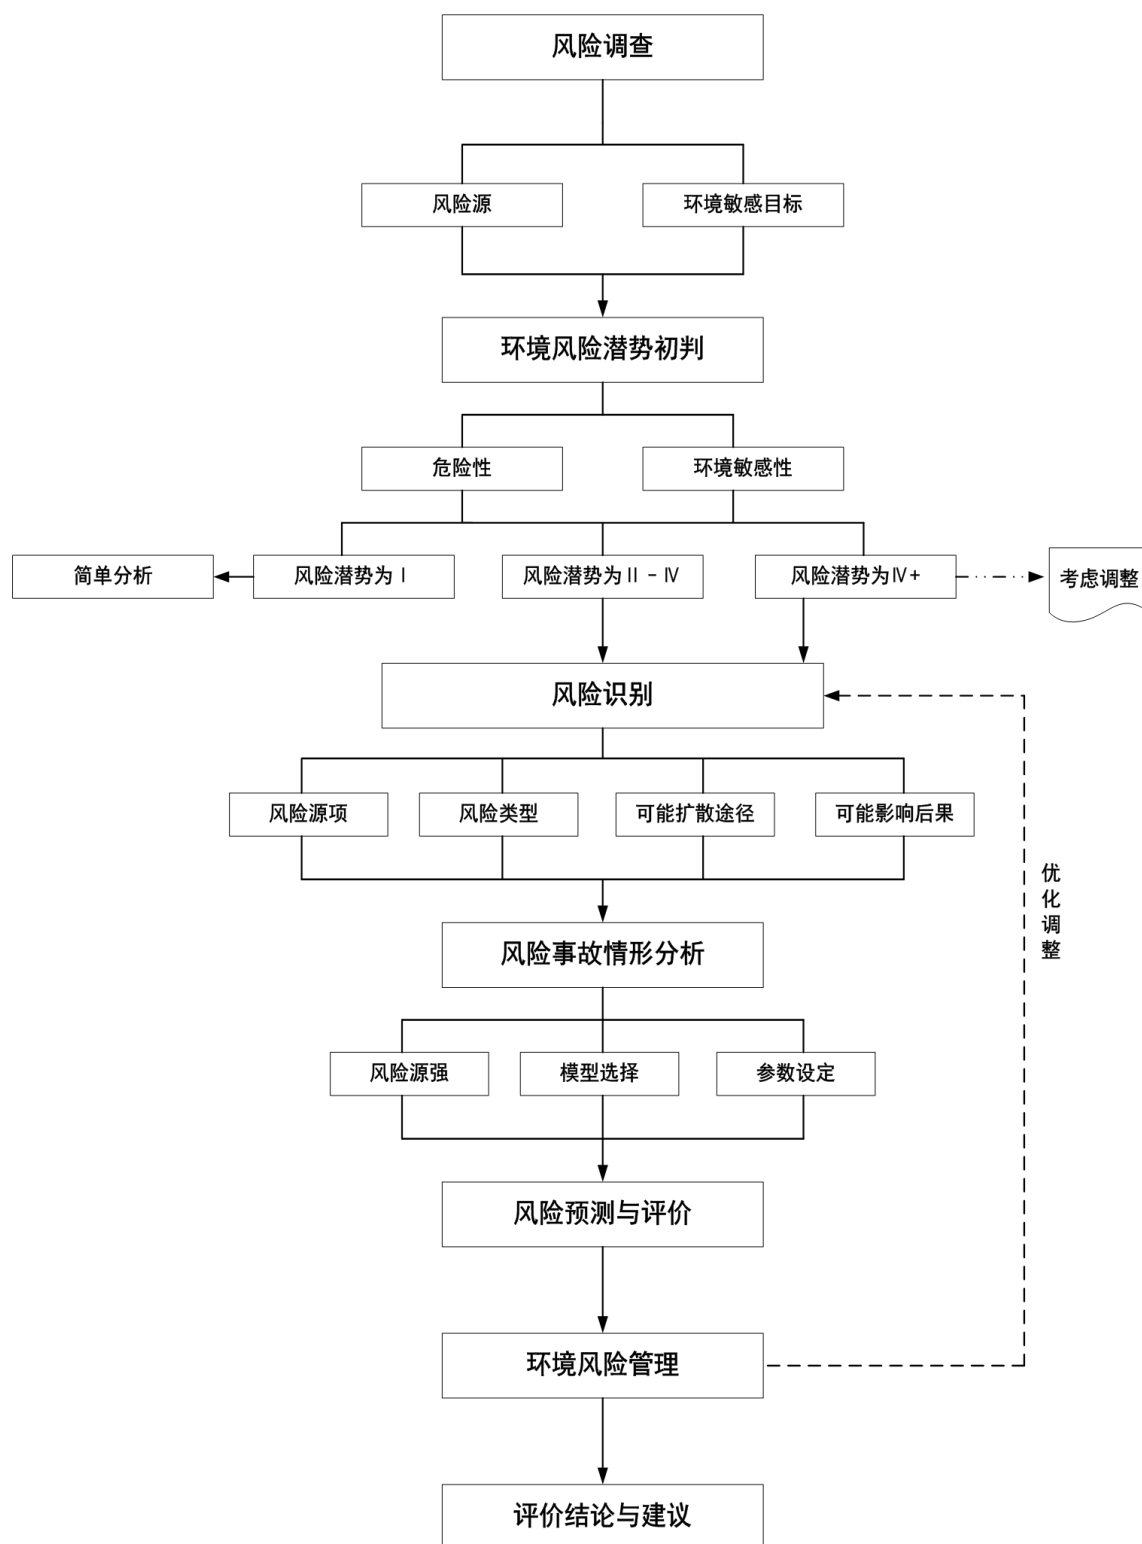 风险调查
风险源
环境敏感目标
环境风险潜势初判
危险性
环境敏感性
简单分析
风险潜势为Ⅰ
风险潜势为Ⅱ-Ⅳ
风险潜势为Ⅳ+
考虑调整
风险识别
风险源项
风险类型
可能扩散途径
可能影响后果
优化调整
风险事故情形分析
风险源强
模型选择
参数设定
风险预测与评价
环境风险管理
评价结论与建议